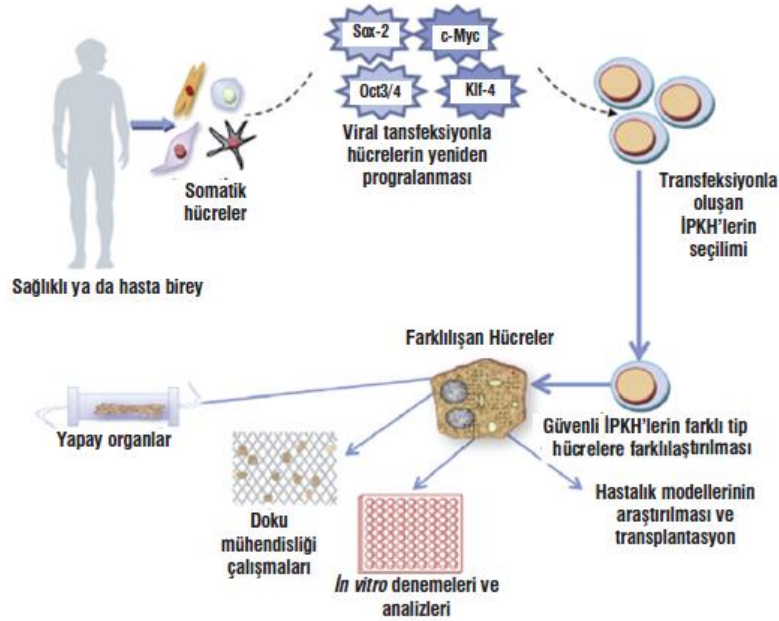 Sox-2
c-Myc
Oct3/4
Klf-4
Viral tansfeksiyonla
hücrelerin yeniden
progralanması
Somatik
hücreler
Transfeksiyonla
oluşan
İPKH'lerin
seçilimi
Sağlıklı ya da hasta birey
Farklılışan Hücreler
Yapay organlar
Güvenli İPKH'lerin farklı tip
hücrelere farklılaştırılması
Doku
mühendisliği
çalışmaları
Hastalık modellerinin
araştırılması ve
transplantasyon
İn vitro denemeleri ve
analizleri